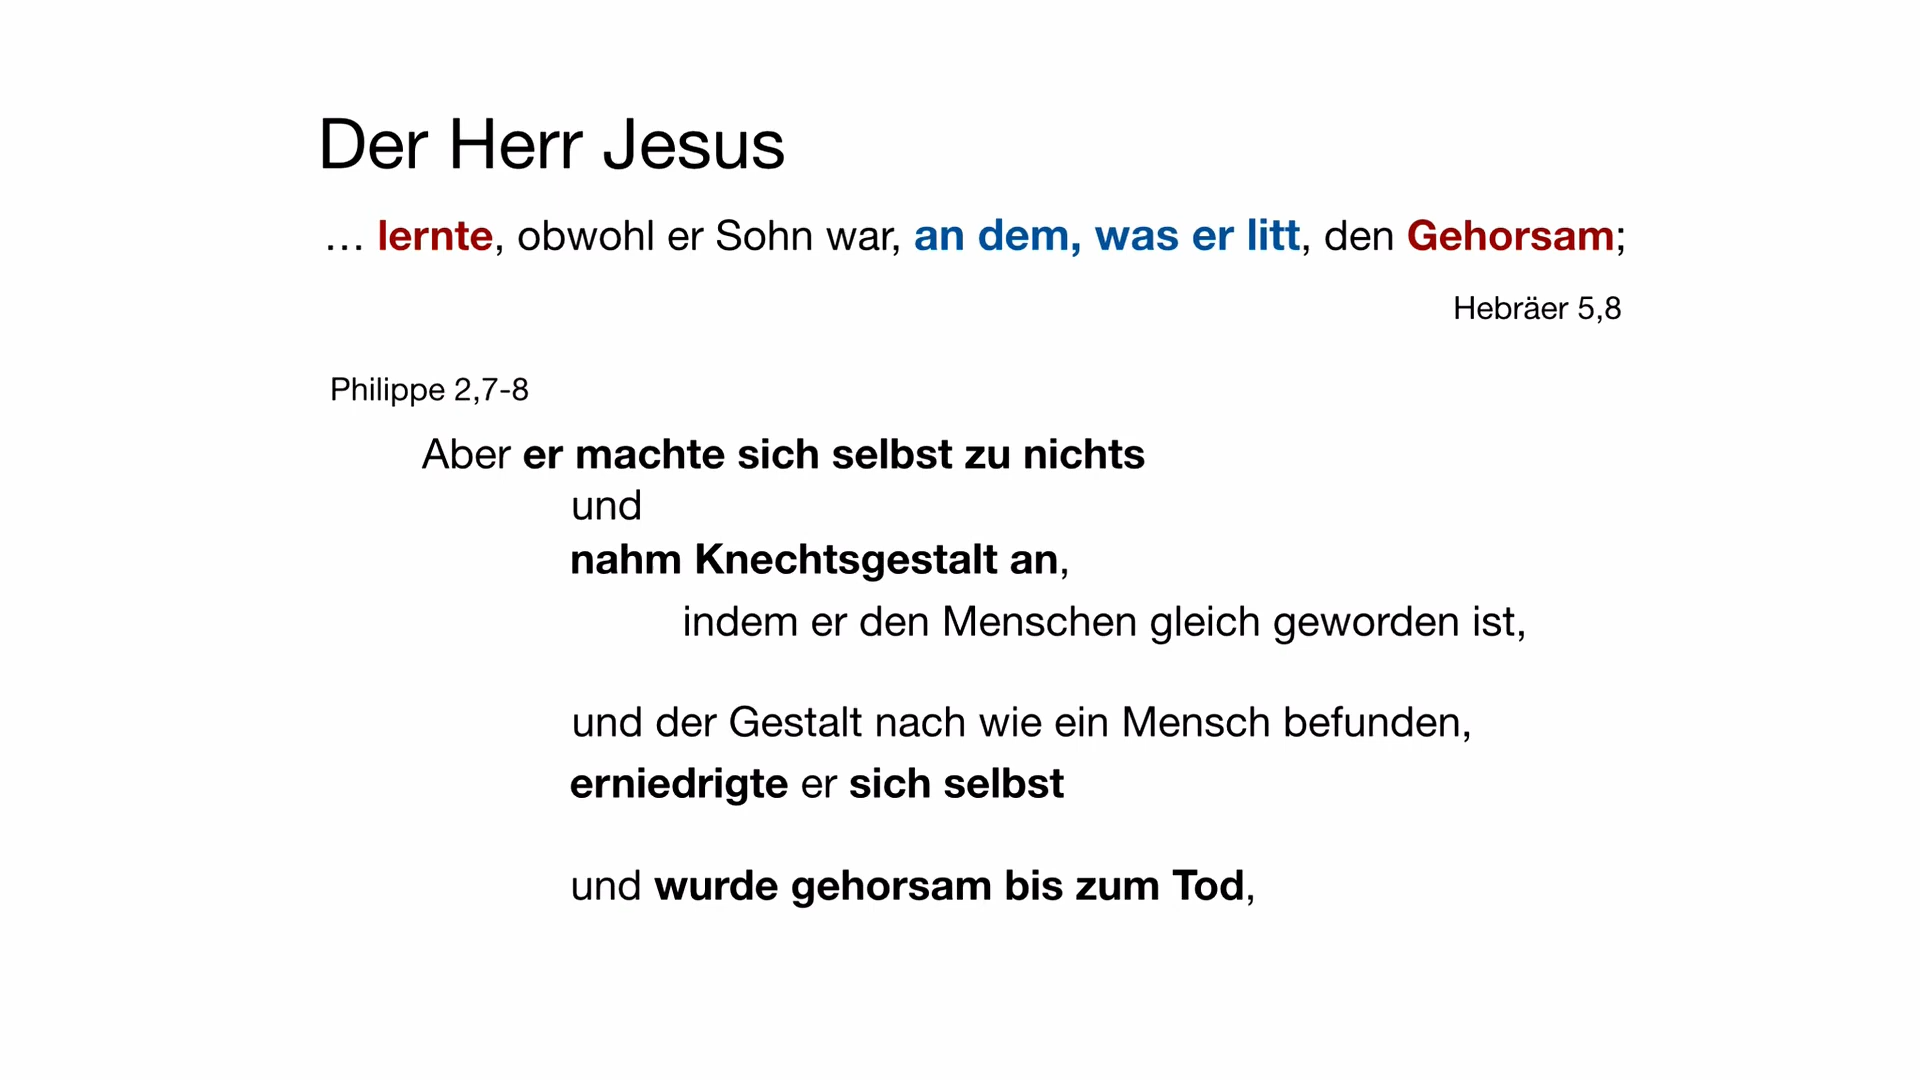 Der Herr Jesus
… lernte, obwohl er Sohn war, an dem, was er litt, den Gehorsam;
Hebräer 5,8
Philippe 2,7-8
Aber er machte sich selbst zu nichts
und
nahm Knechtsgestalt an,
indem er den Menschen gleich geworden ist,
und der Gestalt nach wie ein Mensch befunden,
erniedrigte er sich selbst
und wurde gehorsam bis zum Tod,